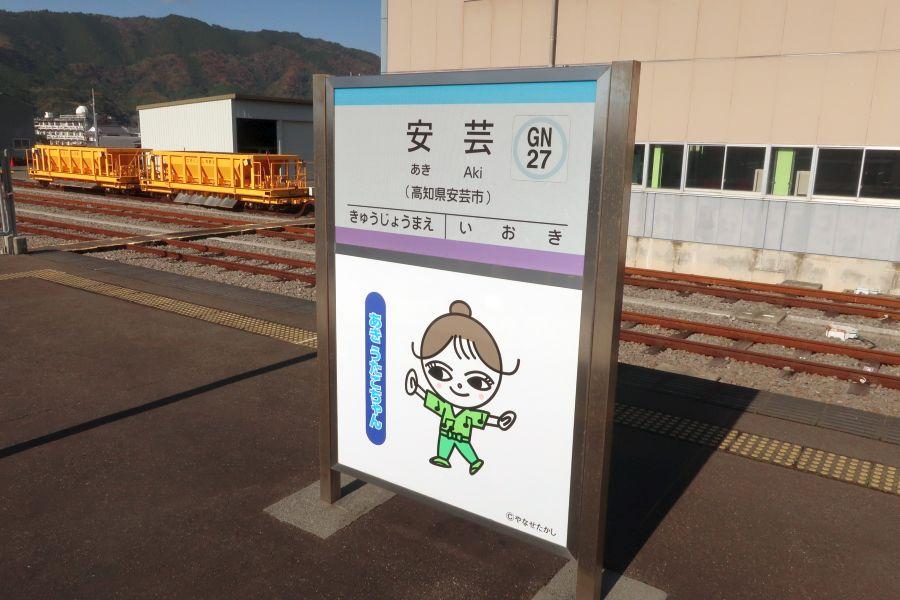 安芸
GN
27
あき Aki
(高知県安芸市)
きゅうじょうまえ いおき
あき うたこちゃん
©やなせたかし